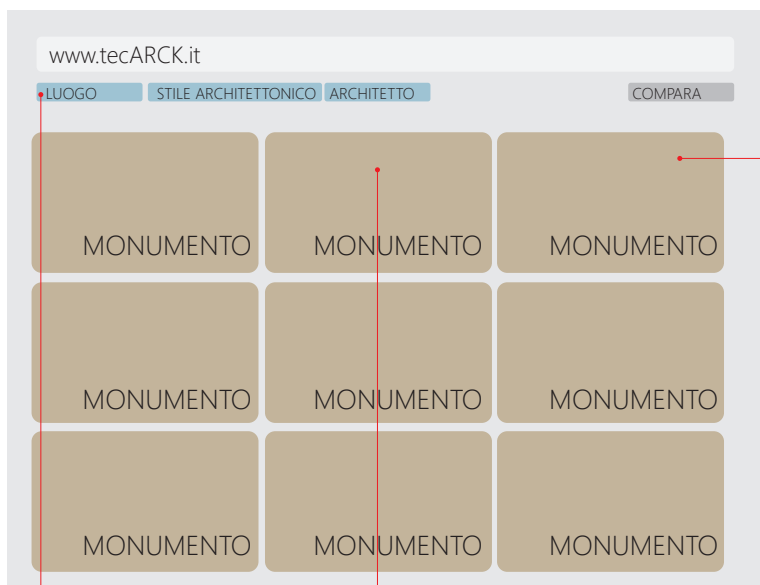 www.tecARCK.it
LUOGO STILE ARCHITETTONICO ARCHITETTO COMPARA
MONUMENTO MONUMENTO MONUMENTO
MONUMENTO MONUMENTO MONUMENTO
MONUMENTO MONUMENTO MONUMENTO